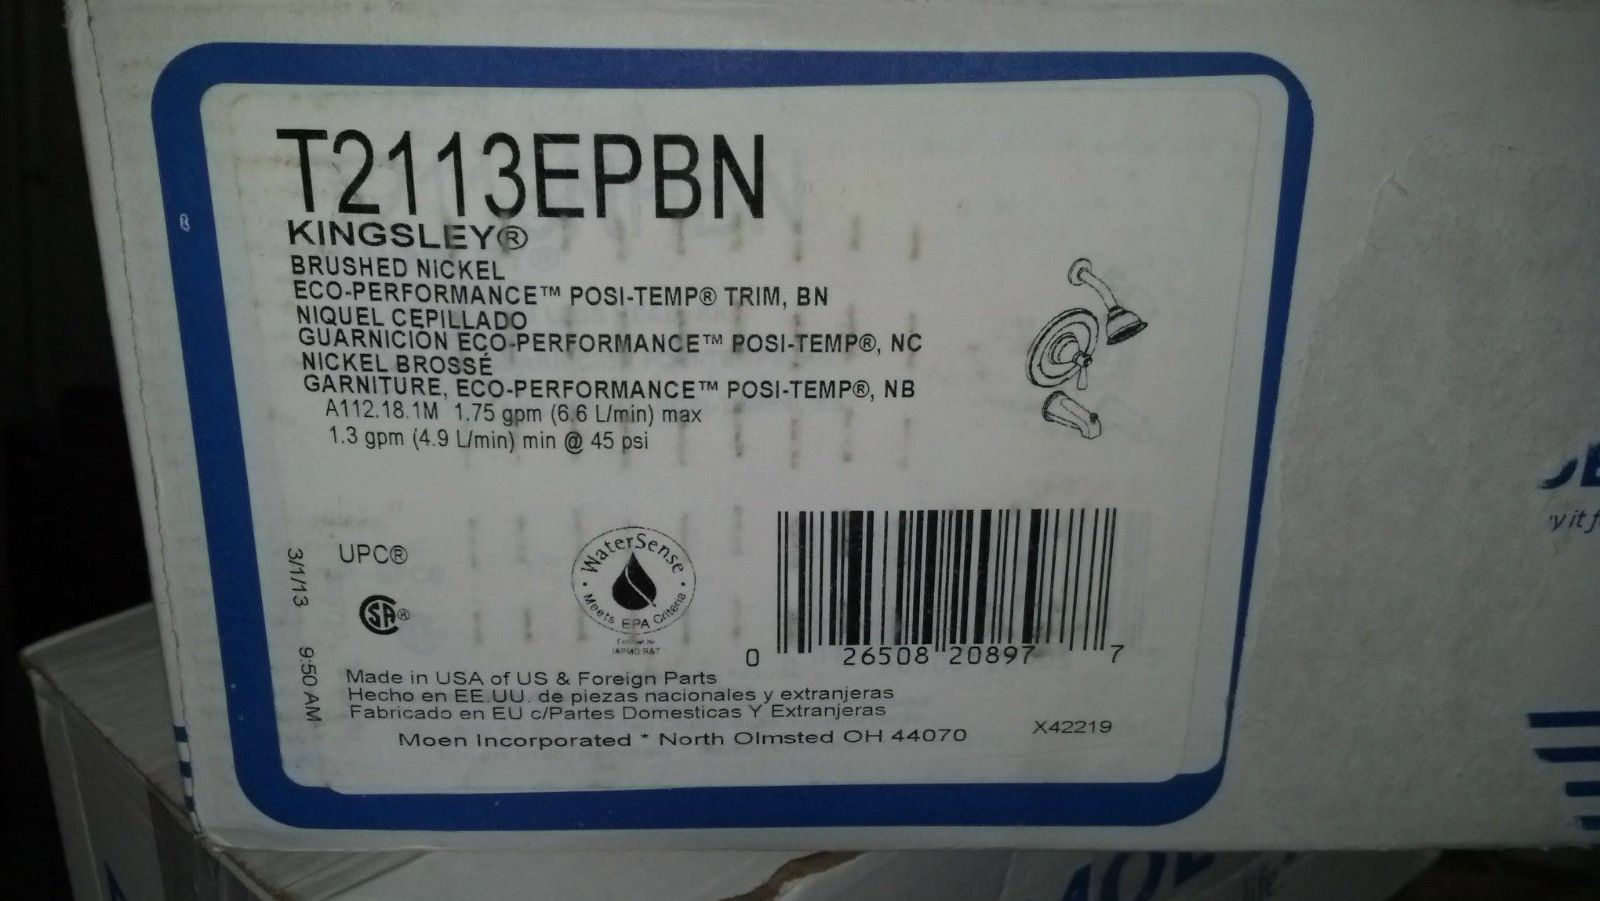 T2113EPBN
KINGSLEY®
BRUSHED NICKEL
ECO-PERFORMANCE™ POSI-TEMP® TRIM, BN
NIQUEL CEPILLADO
GUARNICION ECO-PERFORMANCE™ POSI-TEMP®, NC
NICKEL BROSSÉ
GARNITURE, ECO-PERFORMANCE™ POSI-TEMP®, NB
A112.18.1M 1.75 gpm (6.6 L/min) max
1.3 gpm (4.9 L/min) min @ 45 psi
3/1/13 9:50 AM
UPC®
SA®
WaterSense
Meets EPA Criteria
IAPMO R&T
0 26508 20897 7
Made in USA of US & Foreign Parts
Hecho en EE.UU. de piezas nacionales y extranjeras
Fabricado en EU c/Partes Domesticas Y Extranjeras
Moen Incorporated * North Olmsted OH 44070
X42219